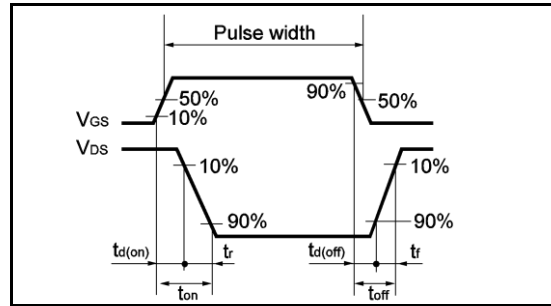 Pulse width
90%
50%
50%
10%
VGS
VDS
10%
10%
90%
90%
td(on)
tr
td(off)
tf
ton
toff